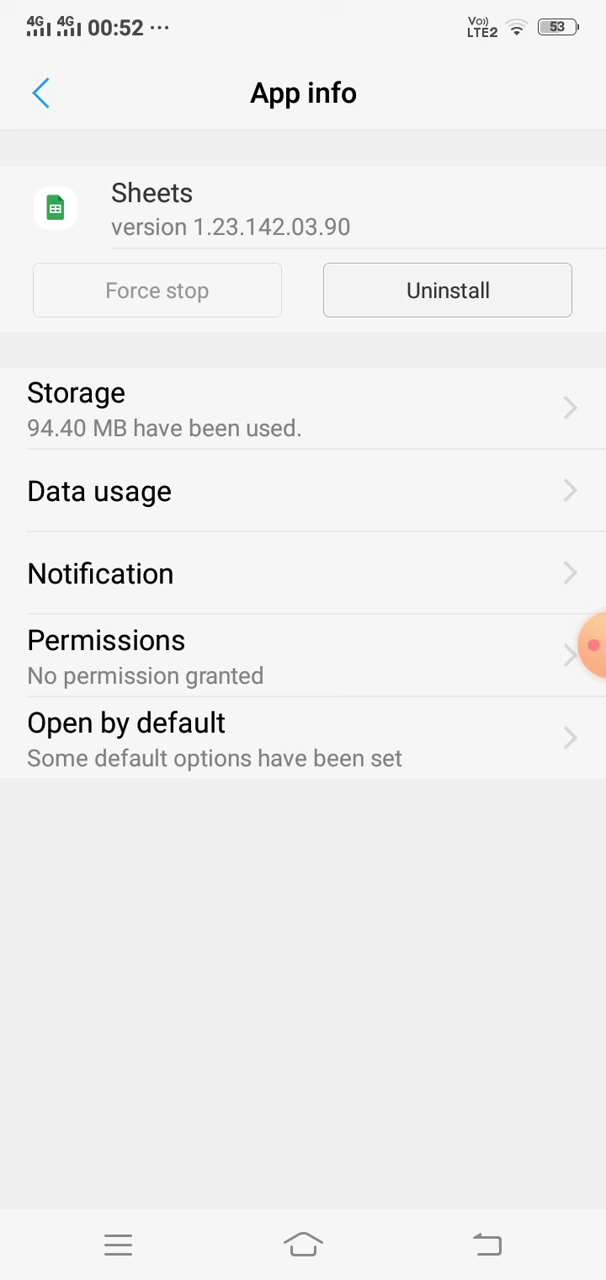 4G 4G 00:52 ...
Vo))
LTE2
53
App info
Sheets
version 1.23.142.03.90
Force stop
Uninstall
Storage
94.40 MB have been used.
Data usage
Notification
Permissions
No permission granted
Open by default
Some default options have been set